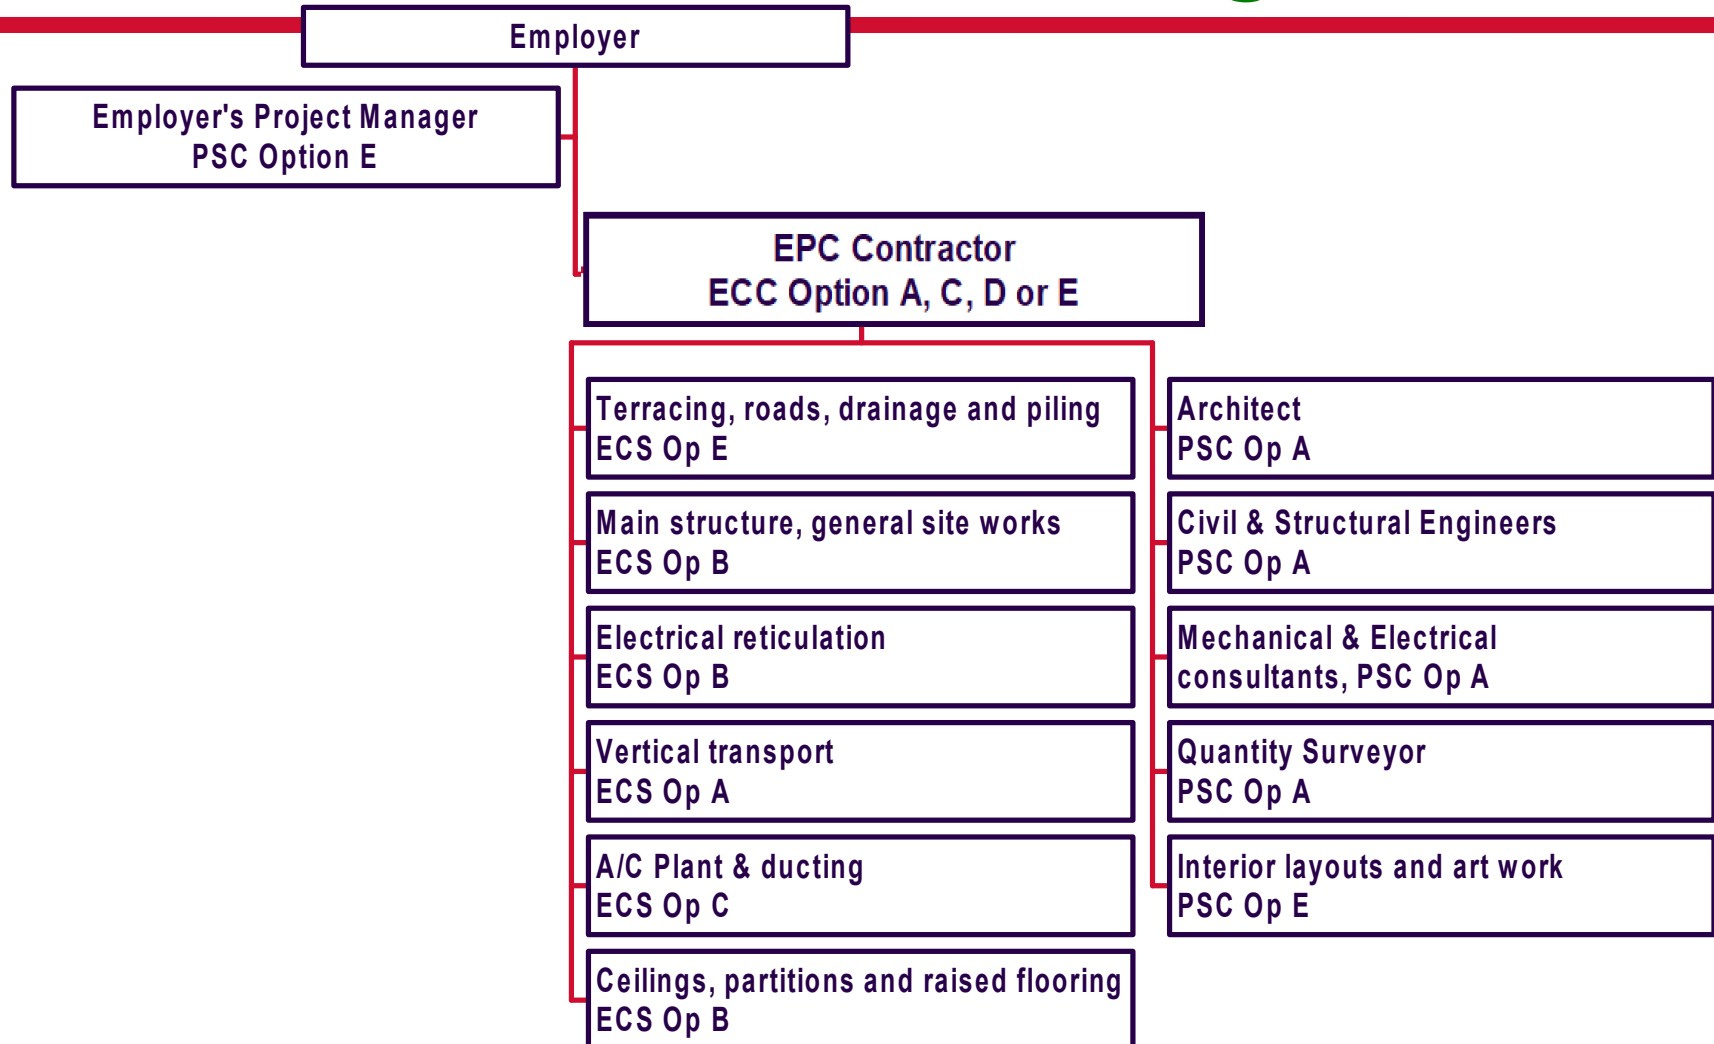 Employer
Employer's Project Manager
PSC Option E
EPC Contractor
ECC Option A, C, D or E
Terracing, roads, drainage and piling
ECS Op E
Main structure, general site works
ECS Op B
Electrical reticulation
ECS Op B
Vertical transport
ECS Op A
A/C Plant & ducting
ECS Op C
Ceilings, partitions and raised flooring
ECS Op B
Architect
PSC Op A
Civil & Structural Engineers
PSC Op A
Mechanical & Electrical
consultants, PSC Op A
Quantity Surveyor
PSC Op A
Interior layouts and art work
PSC Op E